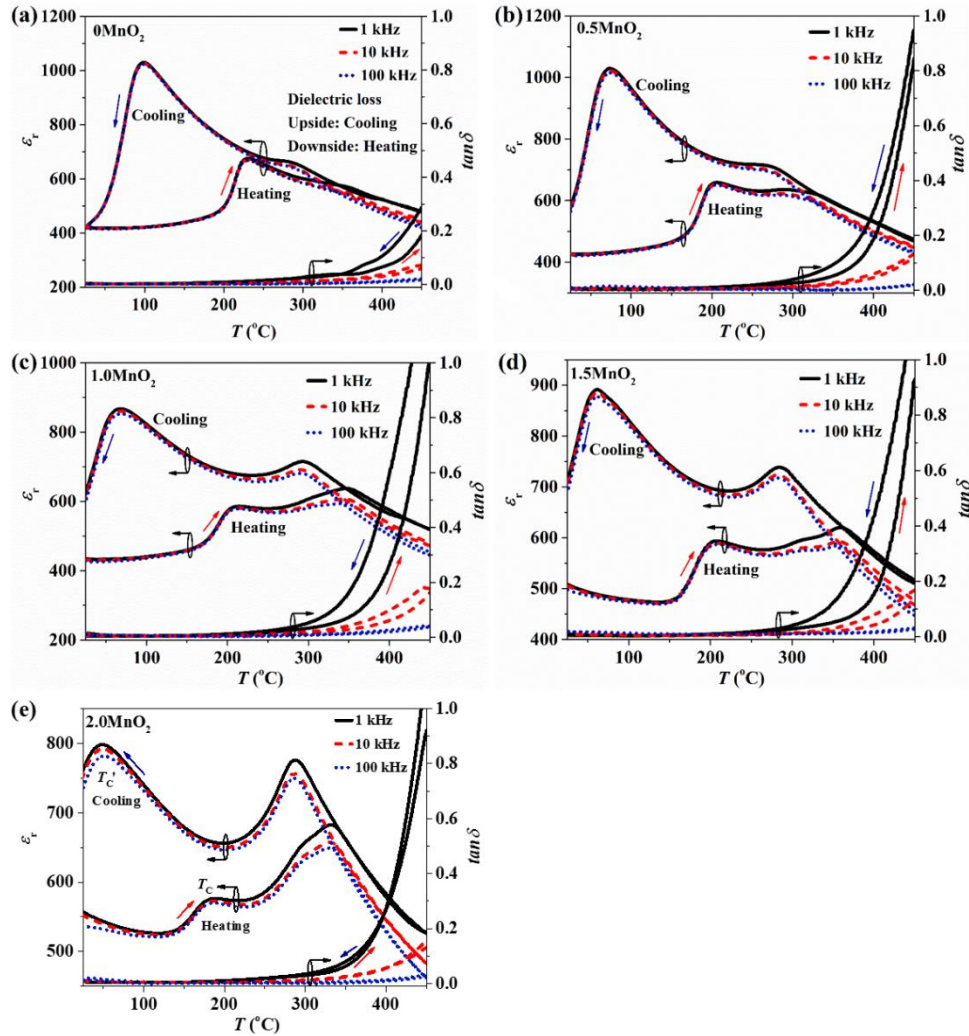 (a)
0MnO₂
1 kHz
10 kHz
100 kHz
Dielectric loss
Upside: Cooling
Downside: Heating
Cooling
Heating
1200
1000
800
600
400
200
εr
1.0
0.8
0.6
0.4
0.2
0.0
tanδ
100
200
300
400
T (°C)
(b)
0.5MnO₂
1 kHz
10 kHz
100 kHz
Cooling
Heating
1200
1000
800
600
400
εr
1.0
0.8
0.6
0.4
0.2
0.0
tanδ
100
200
300
400
T (°C)
(c)
1.0MnO₂
1 kHz
10 kHz
100 kHz
Cooling
Heating
1000
800
600
400
200
εr
1.0
0.8
0.6
0.4
0.2
0.0
tanδ
100
200
300
400
T (°C)
(d)
1.5MnO₂
1 kHz
10 kHz
100 kHz
Cooling
Heating
900
800
700
600
500
400
εr
1.0
0.8
0.6
0.4
0.2
0.0
tanδ
100
200
300
400
T (°C)
(e)
2.0MnO₂
1 kHz
10 kHz
100 kHz
TC'
Cooling
TC
Heating
800
750
700
650
600
550
500
450
εr
1.0
0.8
0.6
0.4
0.2
0.0
tanδ
100
200
300
400
T (°C)